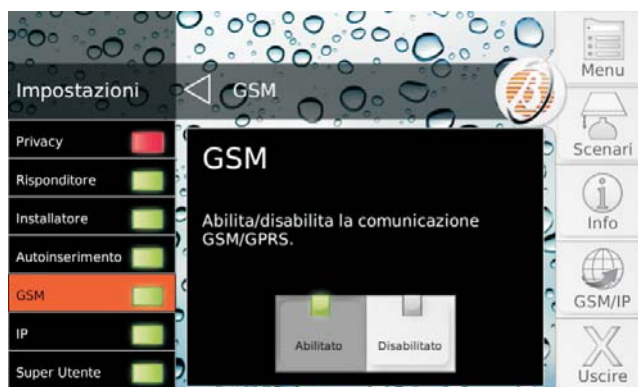 Impostazioni
GSM
Privacy
Risponditore
Installatore
Autoinserimento
GSM
IP
Super Utente
GSM
Abilita/disabilita la comunicazione
GSM/GPRS.
Abilitato
Disabilitato
Menu
Scenari
Info
GSM/IP
Uscire